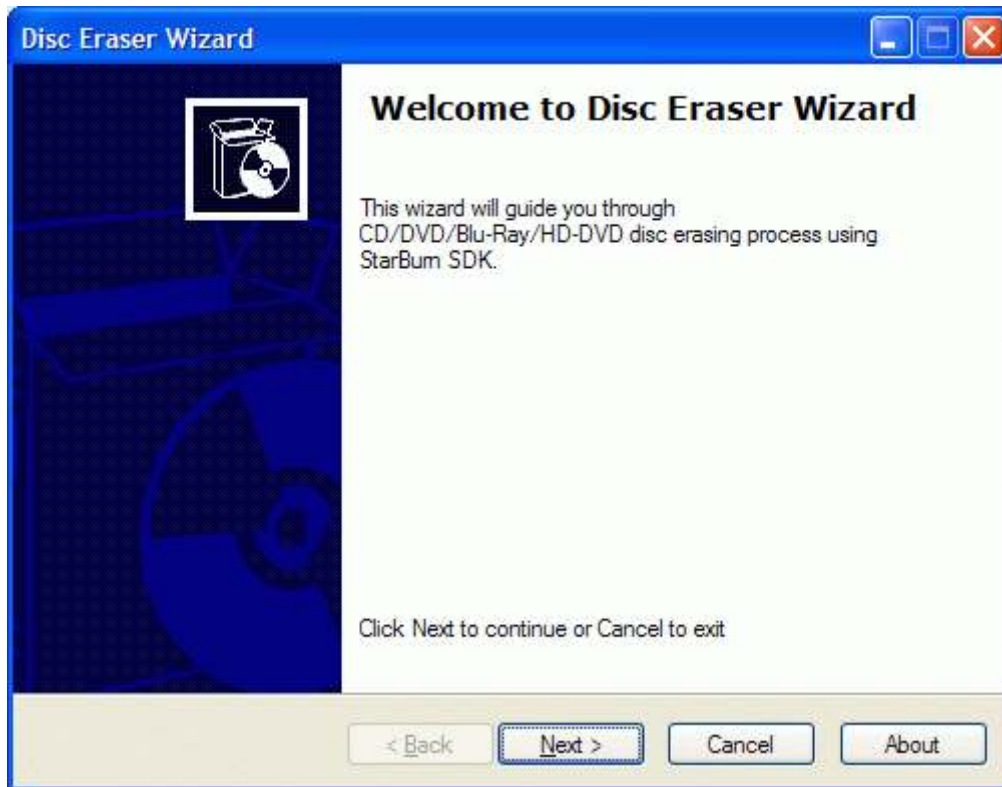 Disc Eraser Wizard
Welcome to Disc Eraser Wizard
This wizard will guide you through
CD/DVD/Blu-Ray/HD-DVD disc erasing process using
StarBurn SDK.
Click Next to continue or Cancel to exit
< Back Next > Cancel About